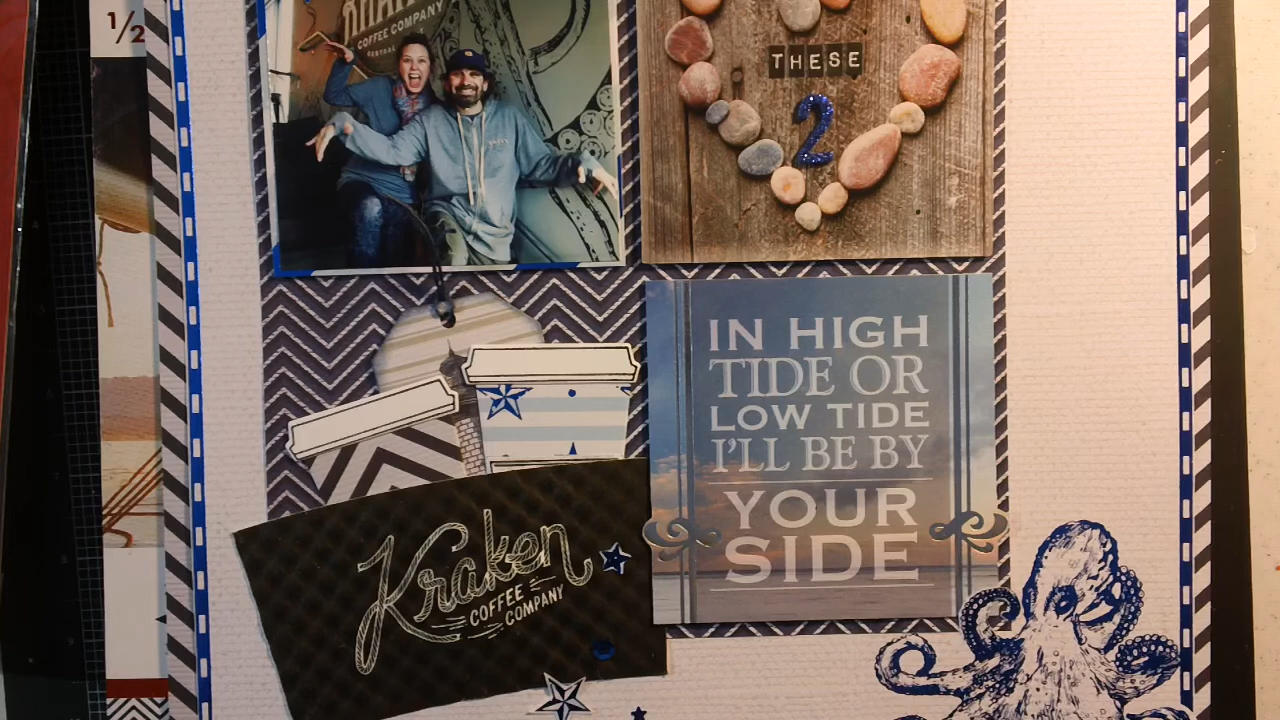 1/2
COFFEE COMPANY
THESE
2
IN HIGH
TIDE OR
LOW TIDE
I'LL BE BY
YOUR
SIDE
Kraken
COFFEE
COMPANY